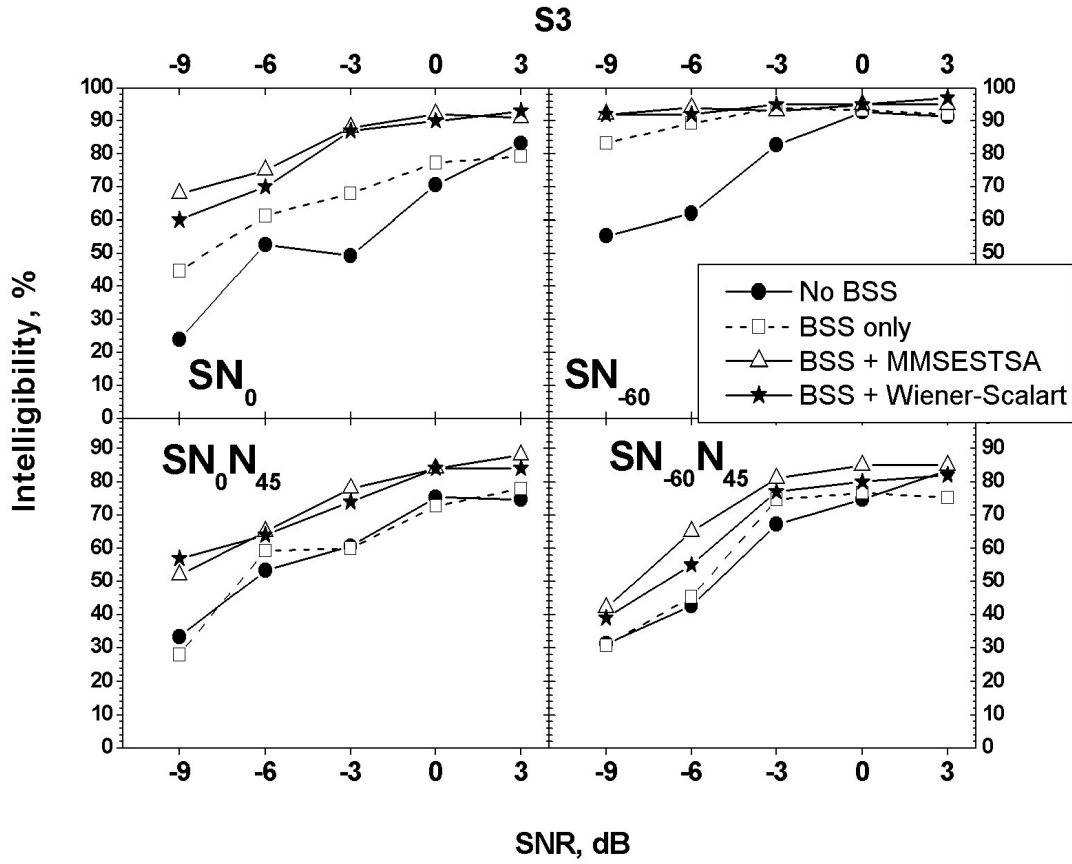 S3
-9 -6 -3 0 3 -9 -6 -3 0 3
100
90
80
70
60
50
40
30
20
10
0
100
90
80
70
60
50
SN0
SN-60
No BSS
BSS only
BSS + MMSESTSA
BSS + Wiener-Scalart
Intelligibility, %
90
80
70
60
50
40
30
20
10
0
SN0N45
SN-60N45
90
80
70
60
50
40
30
20
10
0
-9 -6 -3 0 3 -9 -6 -3 0 3
SNR, dB